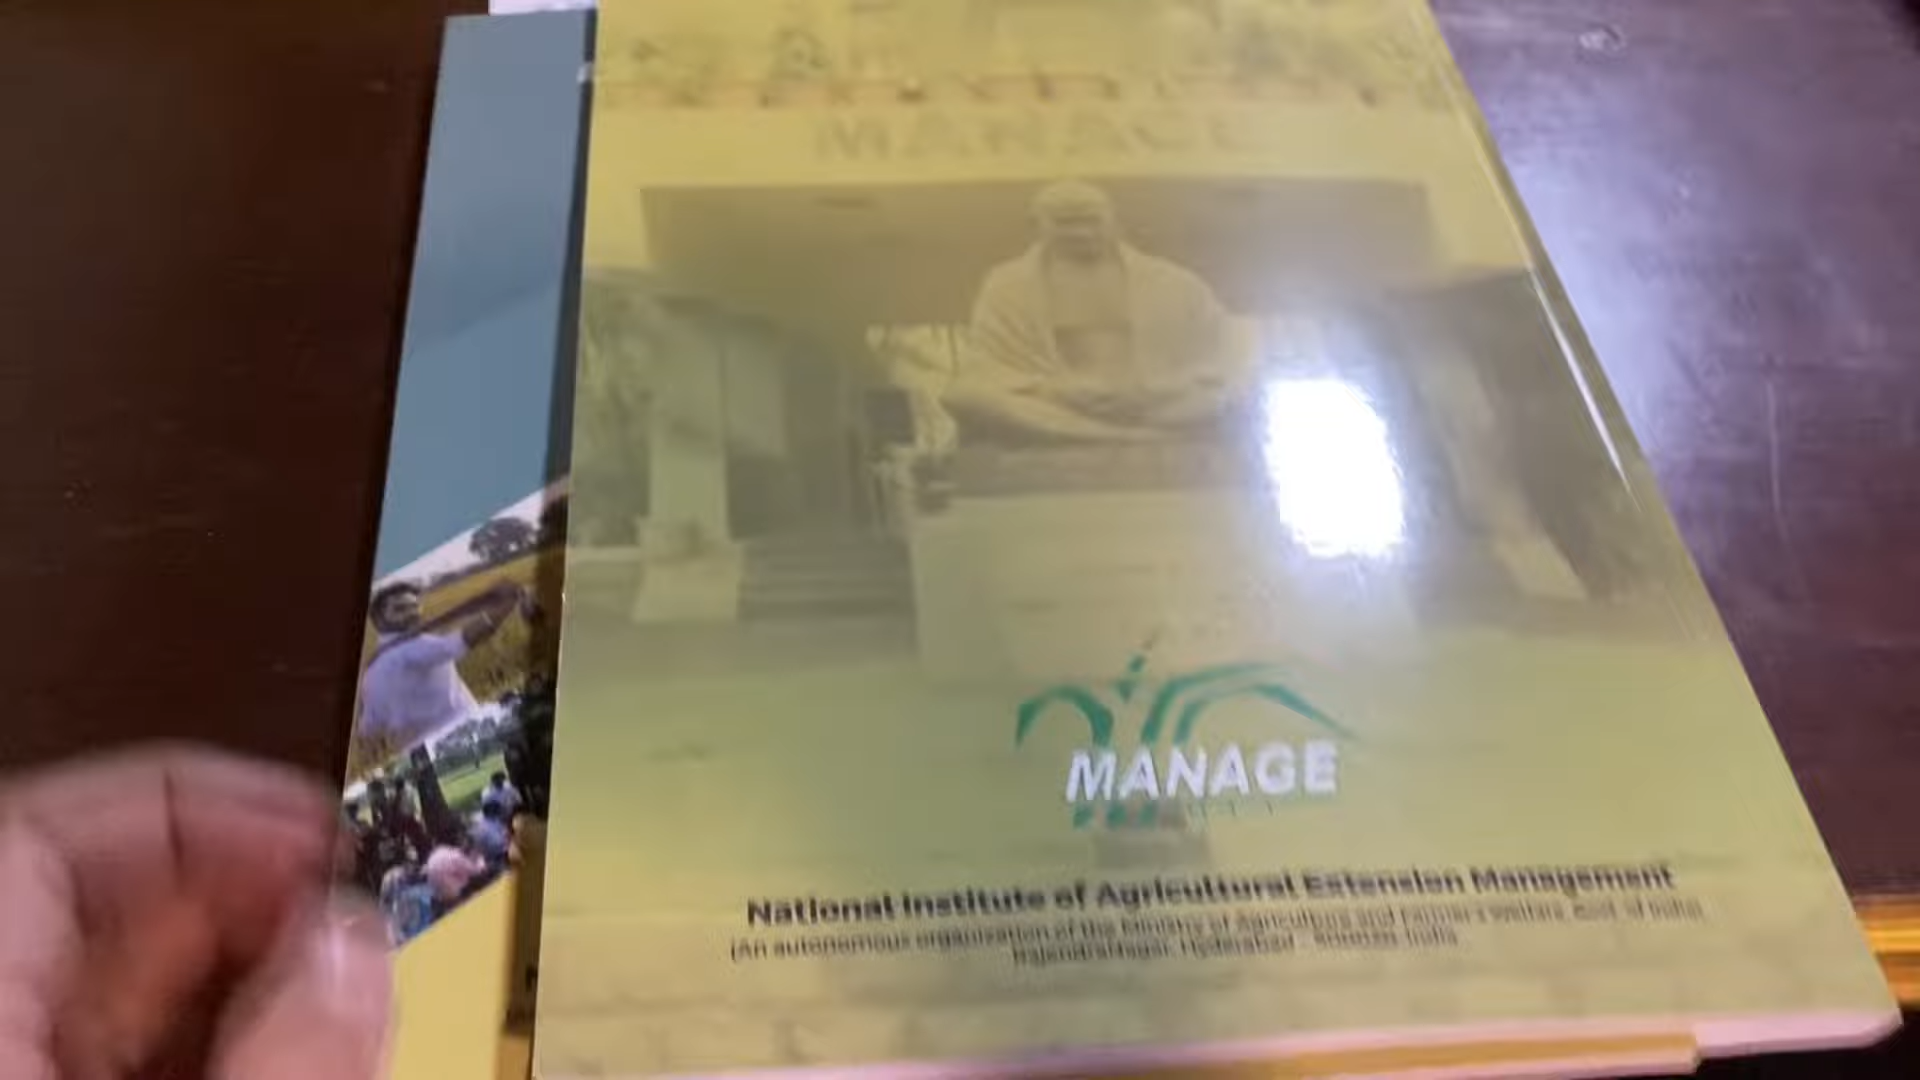 MANAGE
MANAGE
National Institute of Agricultural Extension Management
(An autonomous organization of the Ministry of Agriculture and Farmers Welfare, Govt. of India)
Rajendranagar, Hyderabad India